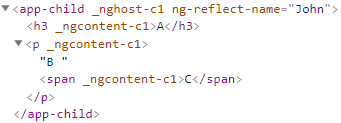 ▼<app-child _nghost-c1 ng-reflect-name="John">
<h3 _ngcontent-c1>A</h3>
▼<p _ngcontent-c1>
"B "
<span _ngcontent-c1>C</span>
</p>
</app-child>